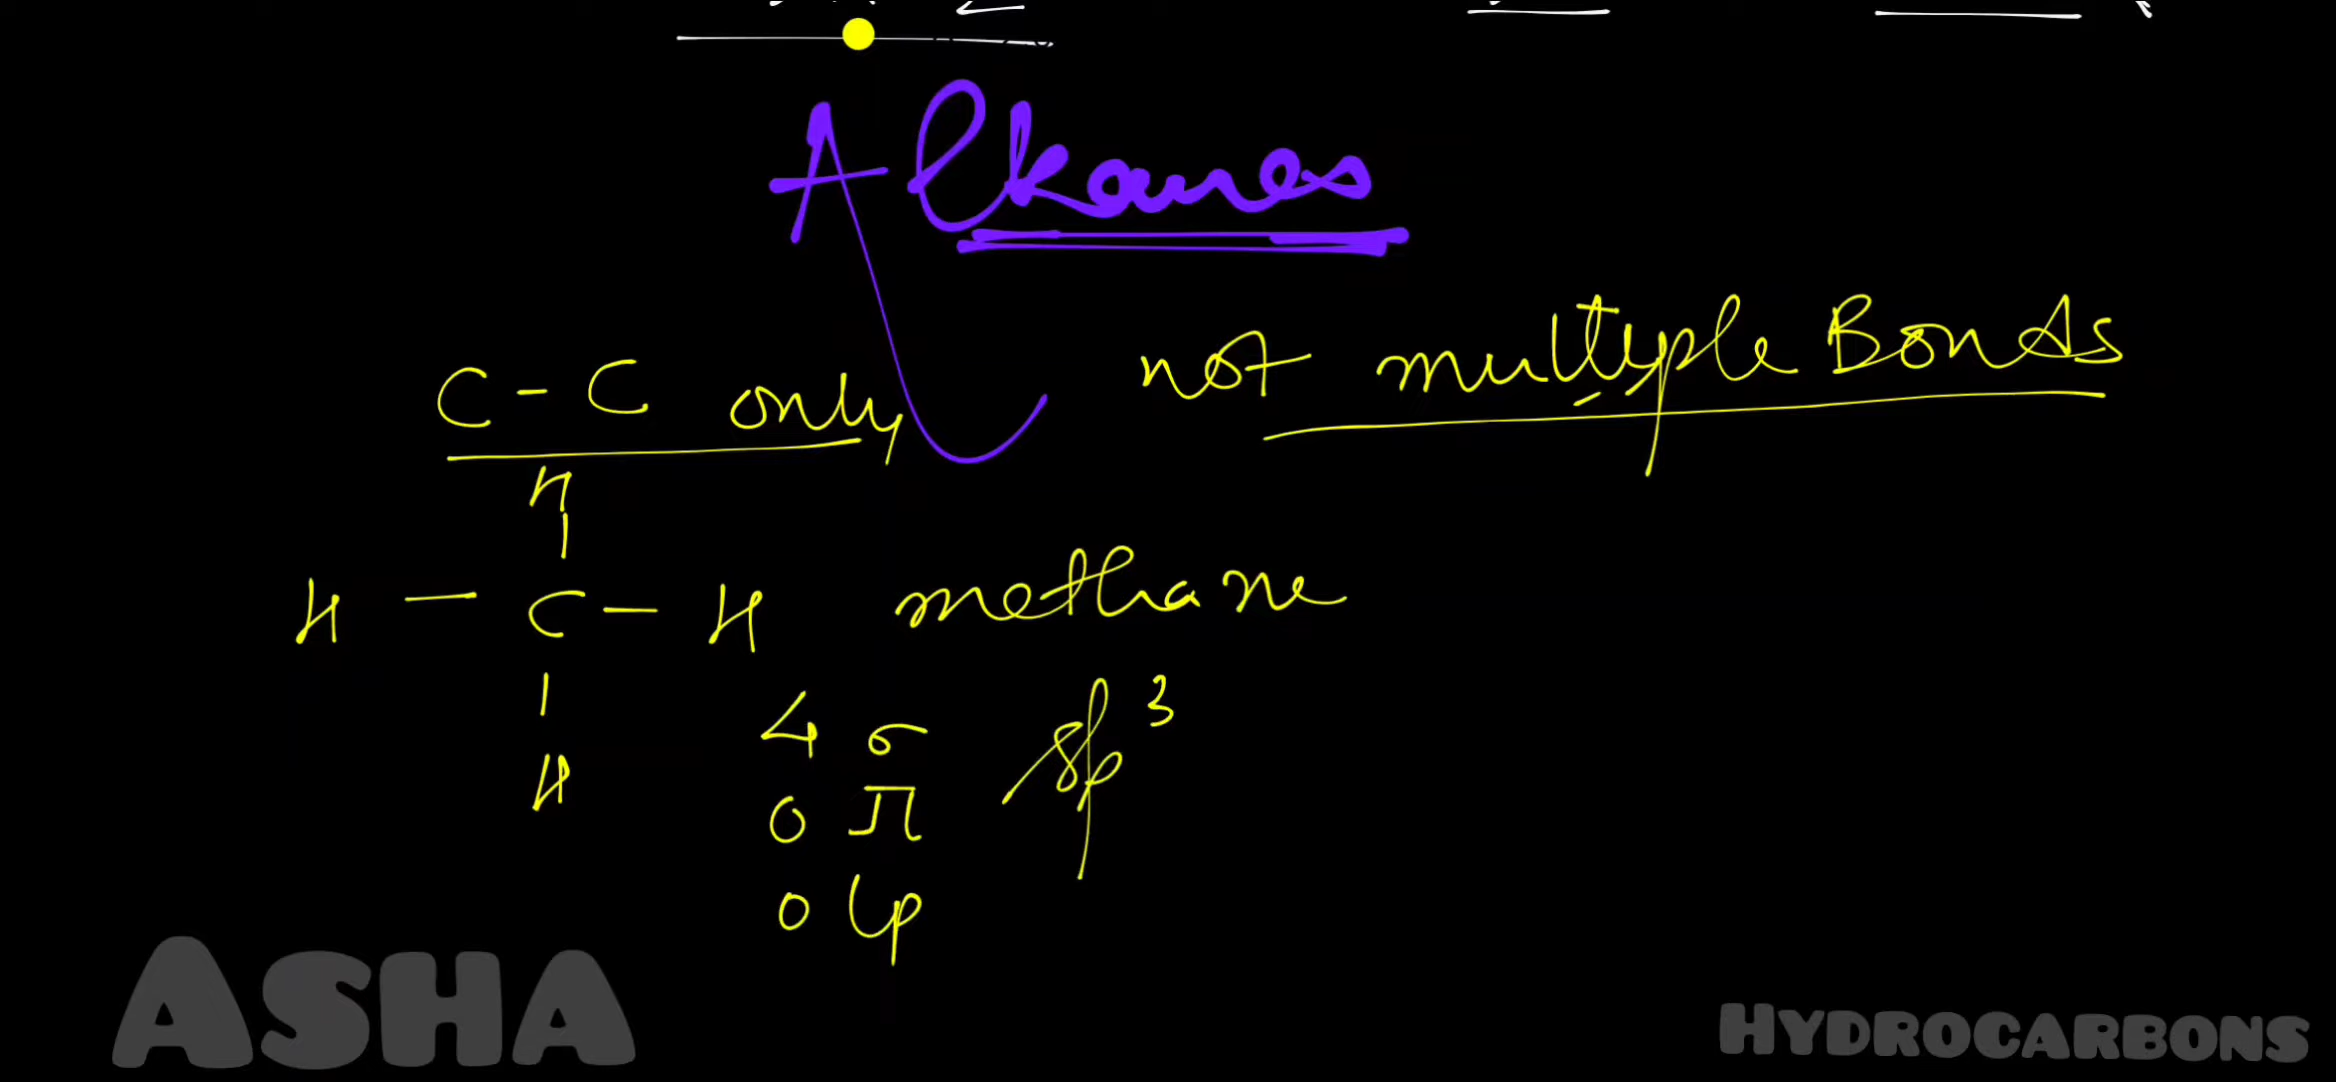 Alkanes
C - C only not multiple Bonds
H
H - C - H methane
H
4 σ sp³
0 π
0 lp
ASHA
HYDROCARBONS